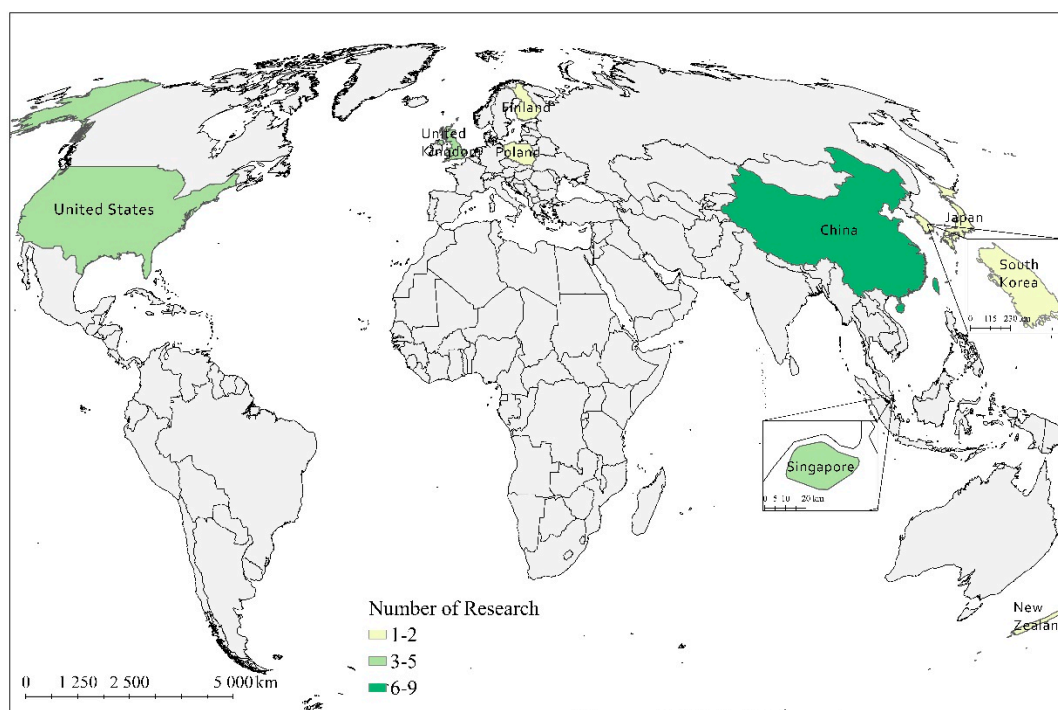 Finland
United
Kingdom
Poland
United States
China
Japan
South
Korea
0 115 230 km
Singapore
0 5 10 20 km
New
Zealan
Number of Research
1-2
3-5
6-9
0 1 250 2 500 5 000 km